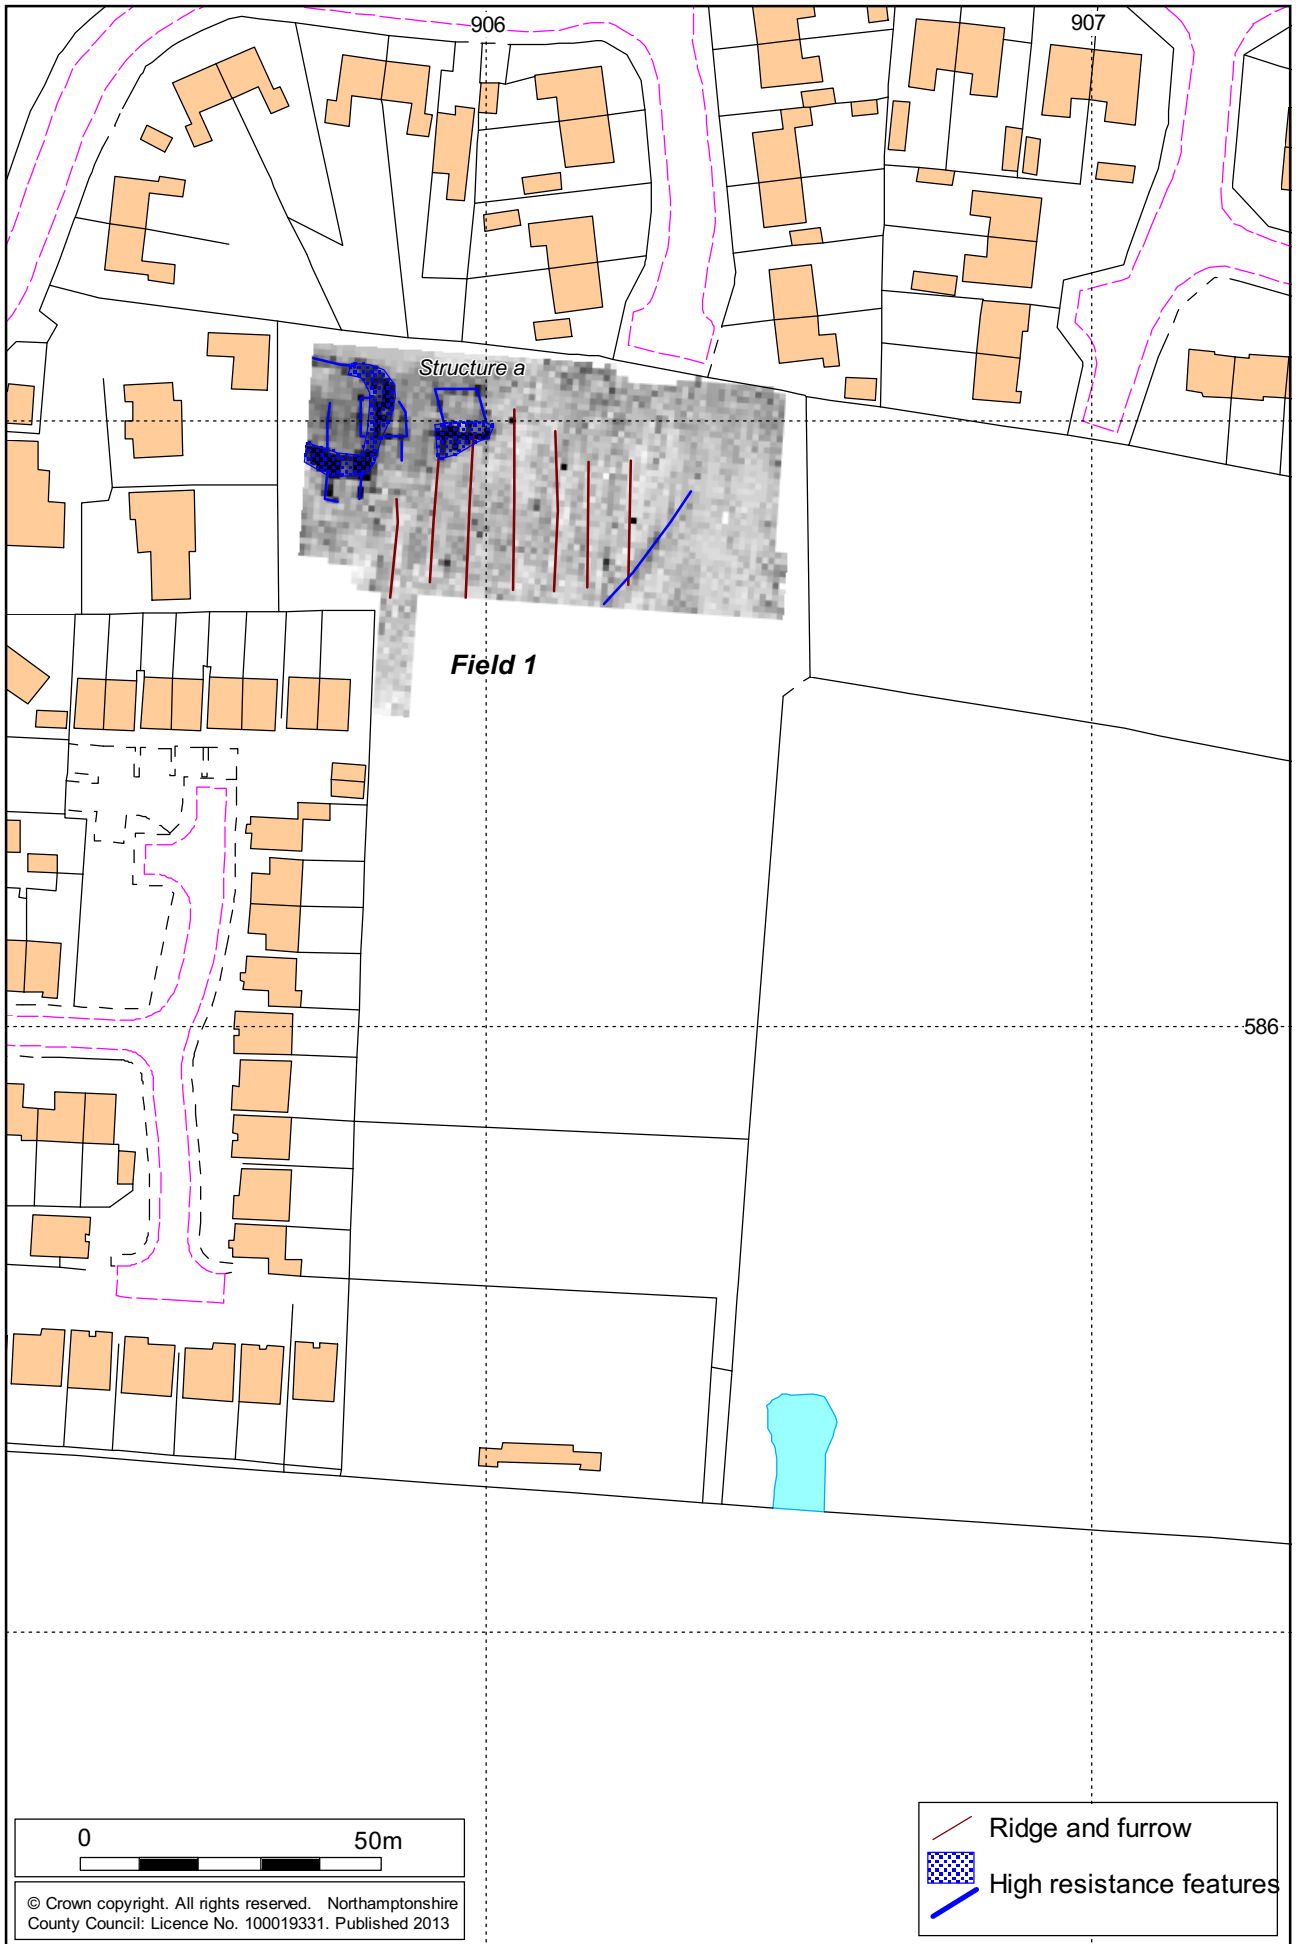 906
907
Structure a
Field 1
586
0 50m
© Crown copyright. All rights reserved. Northamptonshire
County Council: Licence No. 100019331. Published 2013
Ridge and furrow
High resistance features